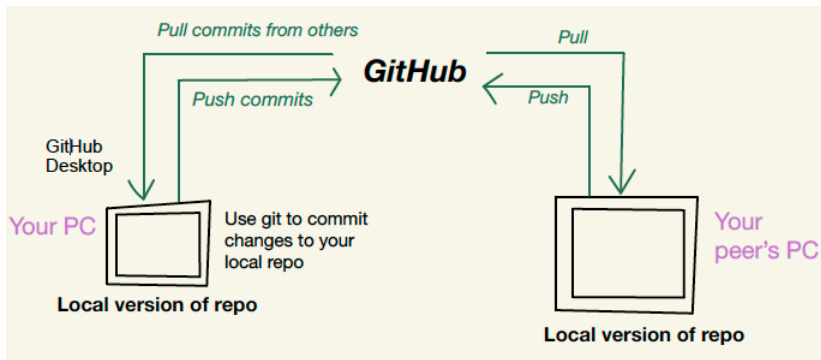 Pull commits from others
Pull
GitHub
Push commits
Push
GitHub
Desktop
Your PC
Use git to commit
changes to your
local repo
Your
peer's PC
Local version of repo
Local version of repo